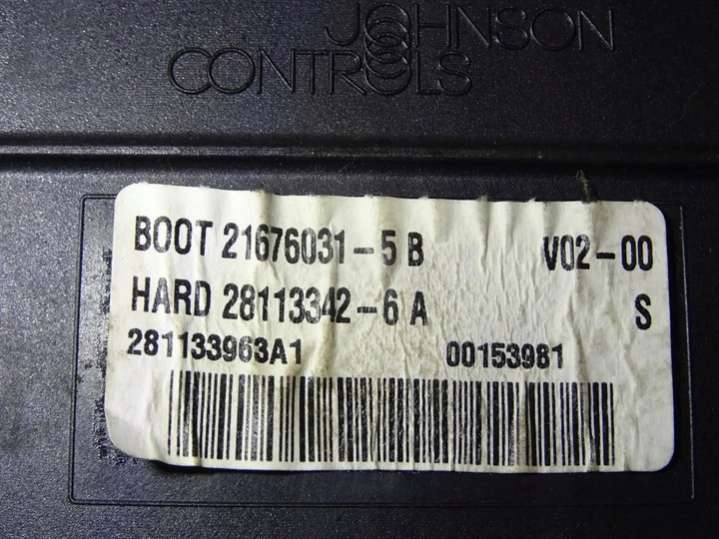 JOHNSON
CONTROLS
BOOT 21676031-5 B V02-00
HARD 28113342-6 A S
281133963A1 00153981